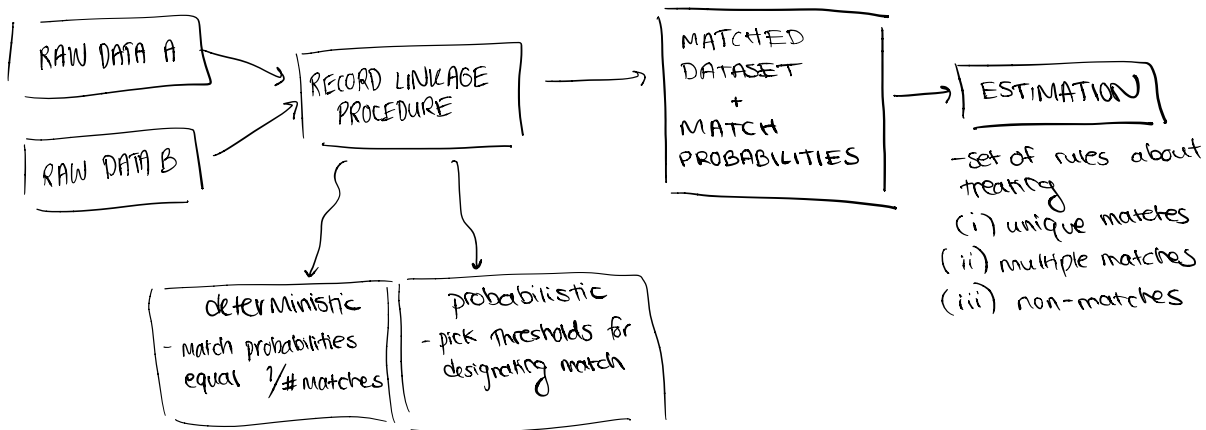 RAW DATA A
RAW DATA B
RECORD LINKAGE
PROCEDURE
MATCHED
DATASET
+
MATCH
PROBABILITIES
ESTIMATION
-set of rules about
treating
(i) unique matches
(ii) multiple matches
(iii) non-matches
deterministic
- match probabilities
equal 1/# matches
probabilistic
- pick thresholds for
designating match